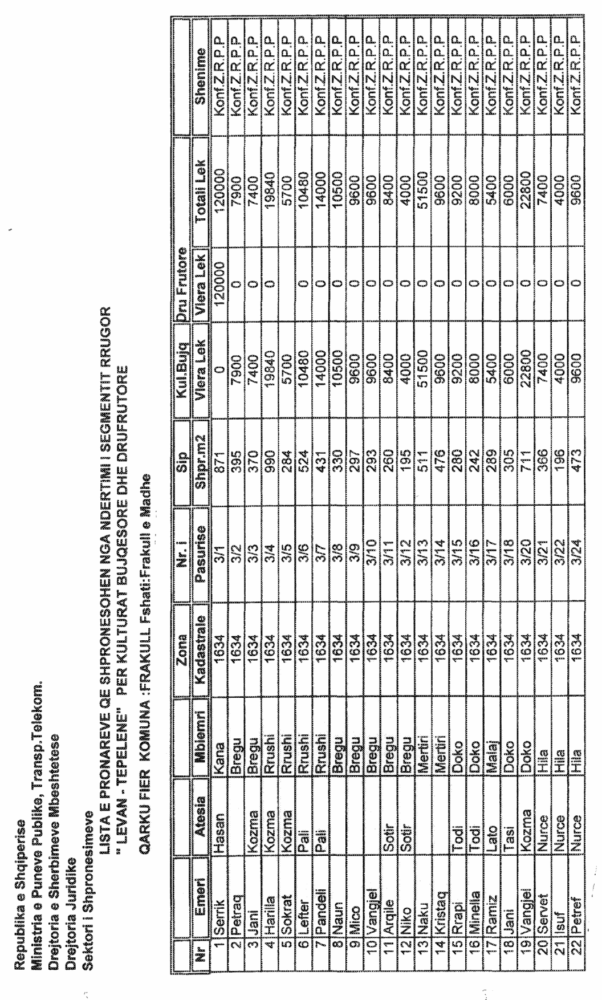 Republika e Shqiperise
Ministria e Puneve Publike, Transp.Telekom.
Drejtoria e Sherbimeve Mbeshtetese
Drejtoria Juridike
Sektori i Shpronesimeve
LISTA E PRONAREVE QE SHPRONESOHEN NGA NDERTIMI I SEGMENTIT RRUGOR
" LEVAN - TEPELENE" PER KULTURAT BUJQESORE DHE DRUFRUTORE
QARKU FIER KOMUNA :FRAKULL Fshati:Frakull e Madhe
Zona Nr. i Sip Kul.Bujq Dru Frutore
Nr Emeri Atesia Mbiemri Kadastrale Pasurise Shpr.m2 Vlera Lek Vlera Lek Totali Lek Shenime
1 Serrik Hasan Kana 1634 3/1 871 0 120000 120000 Konf.Z.R.P.P
2 Petraq Bregu 1634 3/2 395 7900 0 7900 Konf.Z.R.P.P
3 Jani Kozma Bregu 1634 3/3 370 7400 0 7400 Konf.Z.R.P.P
4 Harilla Kozma Rrushi 1634 3/4 990 19840 0 19840 Konf.Z.R.P.P
5 Sokrat Kozma Rrushi 1634 3/5 284 5700 5700 Konf.Z.R.P.P
6 Lefter Pali Rrushi 1634 3/6 524 10480 0 10480 Konf.Z.R.P.P
7 Pandeli Pali Rrushi 1634 3/7 431 14000 0 14000 Konf.Z.R.P.P
8 Naun Bregu 1634 3/8 330 10500 0 10500 Konf.Z.R.P.P
9 Mico Bregu 1634 3/9 297 9600 0 9600 Konf.Z.R.P.P
10 Vangjel Bregu 1634 3/10 293 9600 0 9600 Konf.Z.R.P.P
11 Arqile Sotir Bregu 1634 3/11 260 8400 0 8400 Konf.Z.R.P.P
12 Niko Sotir Bregu 1634 3/12 195 4000 0 4000 Konf.Z.R.P.P
13 Naku Mertiri 1634 3/13 511 51500 0 51500 Konf.Z.R.P.P
14 Kristaq Mertiri 1634 3/14 476 9600 0 9600 Konf.Z.R.P.P
15 Rrapi Todi Doko 1634 3/15 280 9200 0 9200 Konf.Z.R.P.P
16 Minella Todi Doko 1634 3/16 242 8000 0 8000 Konf.Z.R.P.P
17 Ramiz Lato Malaj 1634 3/17 289 5400 0 5400 Konf.Z.R.P.P
18 Jani Tasi Doko 1634 3/18 305 6000 0 6000 Konf.Z.R.P.P
19 Vangjel Kozma Doko 1634 3/20 711 22800 0 22800 Konf.Z.R.P.P
20 Servet Nurce Hila 1634 3/21 366 7400 0 7400 Konf.Z.R.P.P
21 Isuf Nurce Hila 1634 3/22 196 4000 0 4000 Konf.Z.R.P.P
22 Petref Nurce Hila 1634 3/24 473 9600 0 9600 Konf.Z.R.P.P